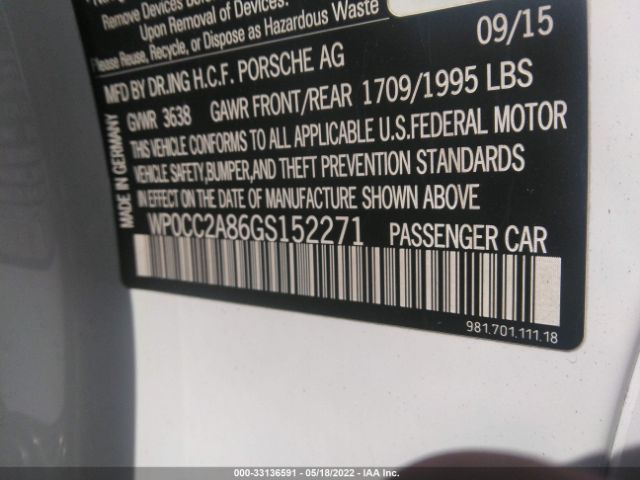 Remove Devices Before
Upon Removal of Devices.
Please Reuse, Recycle, or Dispose as Hazardous Waste
09/15
MFD BY DR.ING H.C.F. PORSCHE AG
GVWR 3638 GAWR FRONT/REAR 1709/1995 LBS
THIS VEHICLE CONFORMS TO ALL APPLICABLE U.S.FEDERAL MOTOR
VEHICLE SAFETY,BUMPER,AND THEFT PREVENTION STANDARDS
IN EFFECT ON THE DATE OF MANUFACTURE SHOWN ABOVE
MADE IN GERMANY
WP0CC2A86GS152271 PASSENGER CAR
981.701.111.18
000-33136591 - 05/18/2022 - IAA Inc.